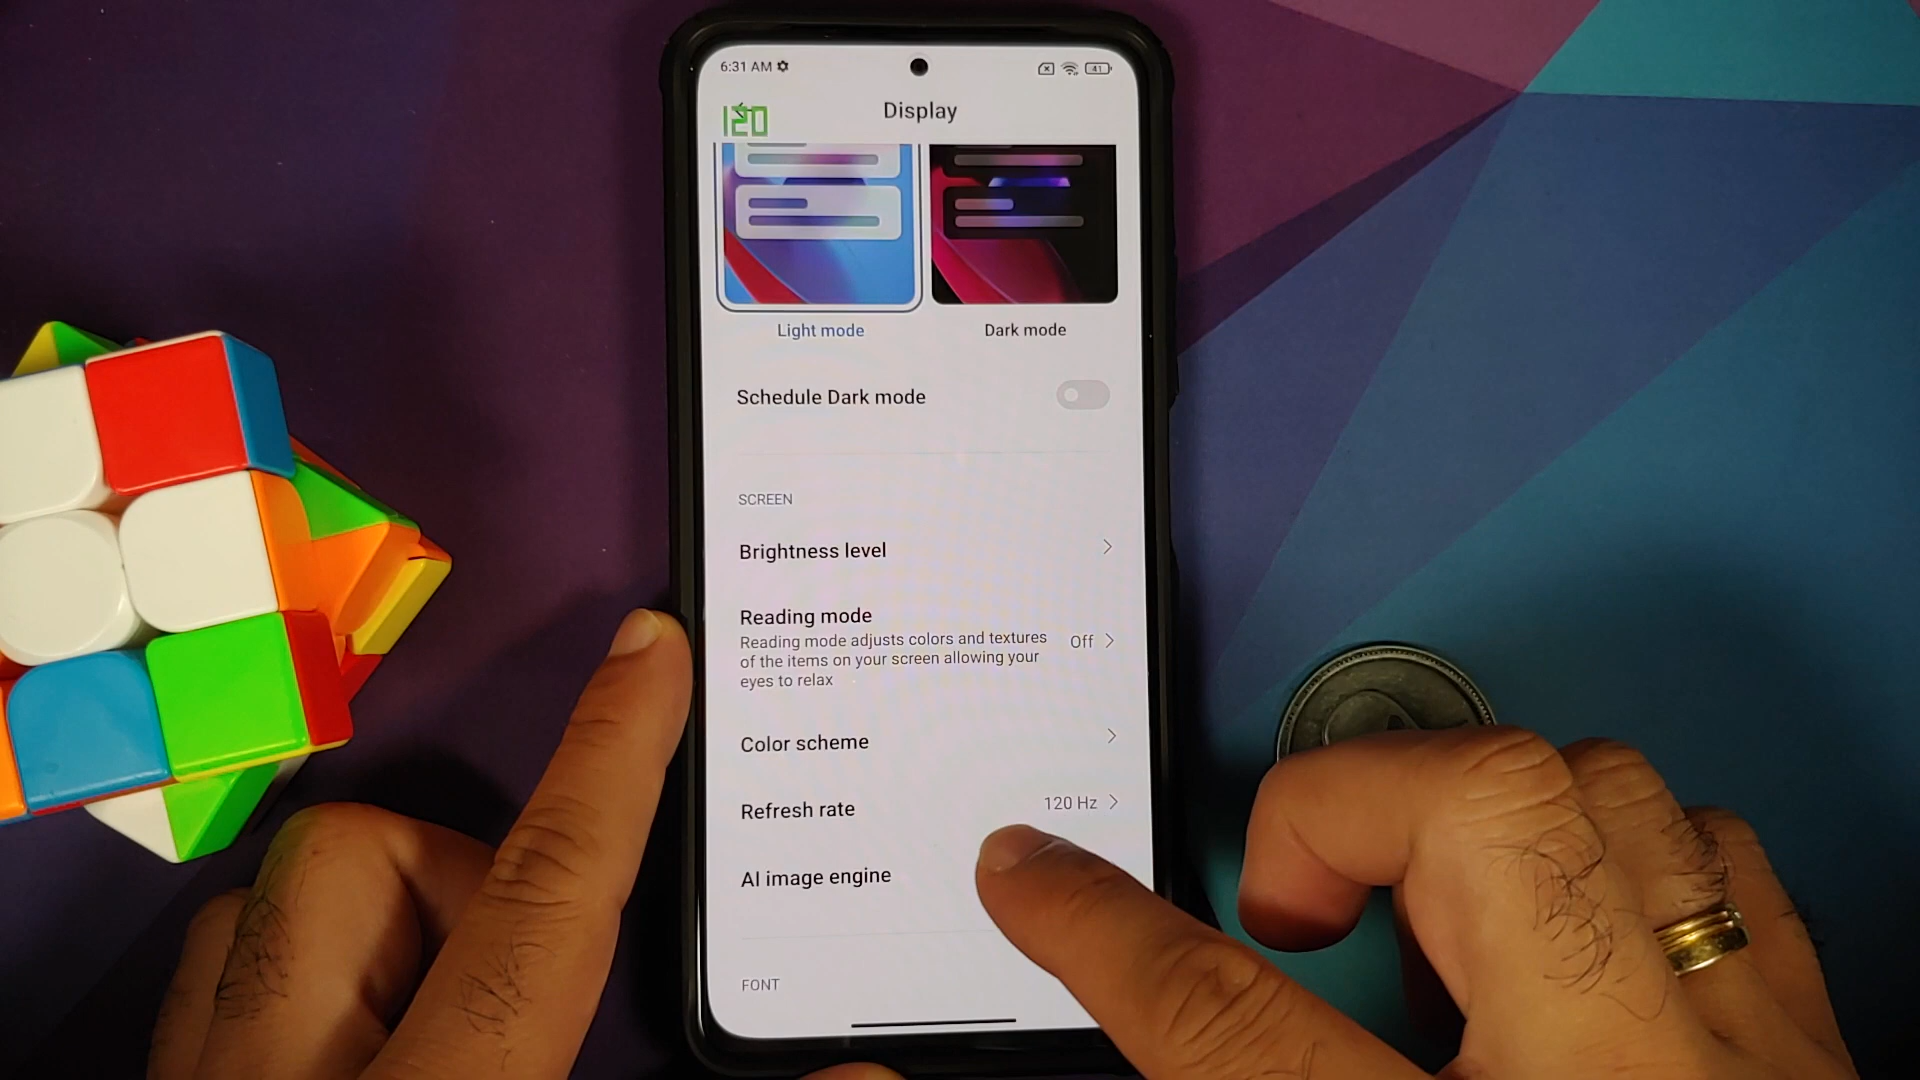 6:31 AM
41
120
Display
Light mode
Dark mode
Schedule Dark mode
SCREEN
Brightness level
Reading mode
Reading mode adjusts colors and textures
of the items on your screen allowing your
eyes to relax
Off
Color scheme
Refresh rate
120 Hz
AI image engine
FONT